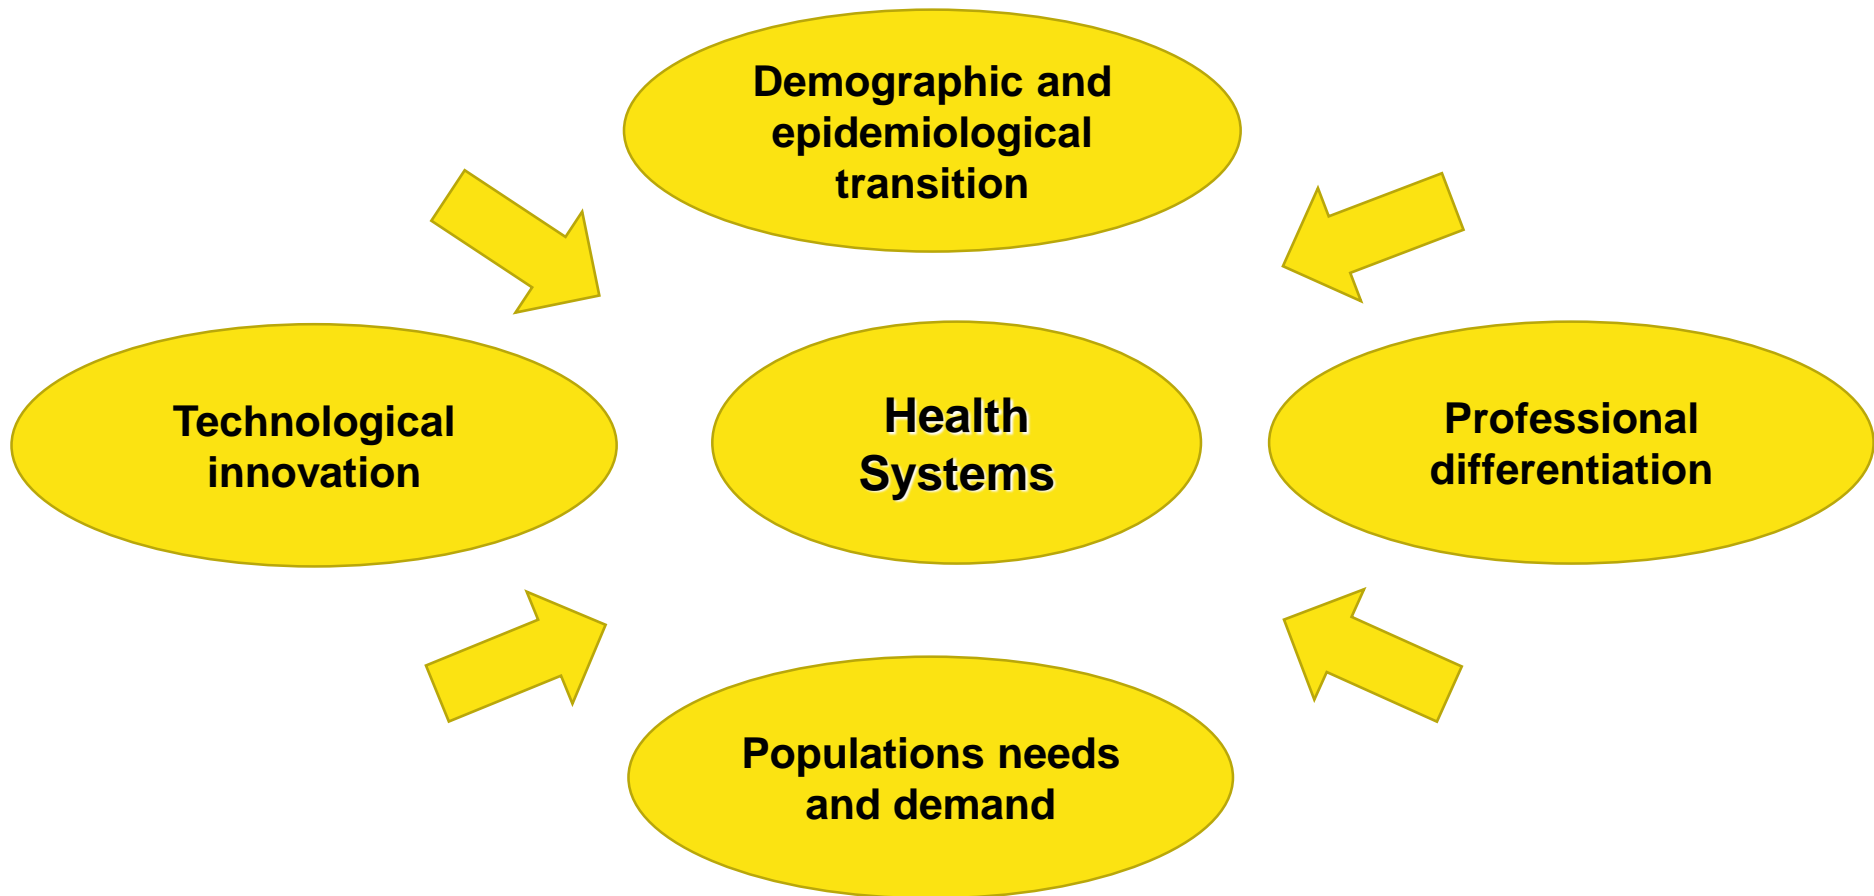 Demographic and
epidemiological
transition
Technological
innovation
Health
Systems
Professional
differentiation
Populations needs
and demand